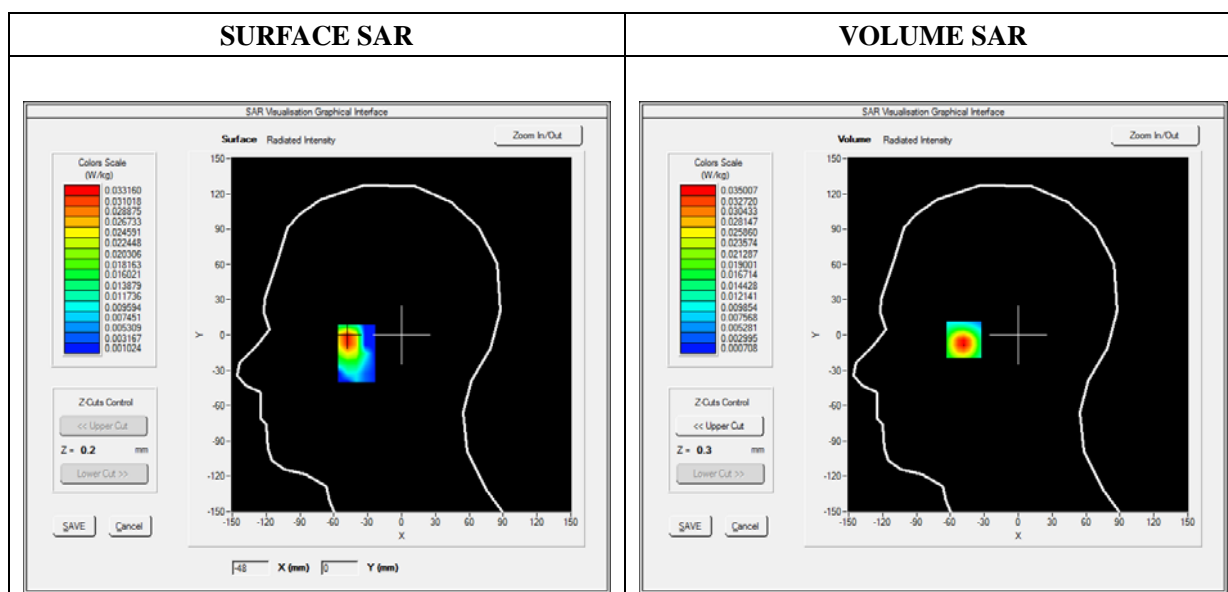 SURFACE SAR
VOLUME SAR
SAR Visualisation Graphical Interface
Surface Radiated Intensity
Zoom In/Out
Colors Scale
(W/kg)
0.033160
0.031018
0.028875
0.026733
0.024591
0.022448
0.020306
0.018163
0.016021
0.013879
0.011736
0.009594
0.007451
0.005309
0.003167
0.001024
Z-Cuts Control
<< Upper Cut
Z = 0.2 mm
Lower Cut >>
SAVE Cancel
150
120
90
60
30
0
-30
-60
-90
-120
-150
Y
-150 -120 -90 -60 -30 0 30 60 90 120 150
X
-48 X (mm) 0 Y (mm)
SAR Visualisation Graphical Interface
Volume Radiated Intensity
Zoom In/Out
Colors Scale
(W/kg)
0.035007
0.032720
0.030433
0.028147
0.025860
0.023574
0.021287
0.019001
0.016714
0.014428
0.012141
0.009854
0.007568
0.005281
0.002995
0.000708
Z-Cuts Control
<< Upper Cut
Z = 0.3 mm
Lower Cut >>
SAVE Cancel
150
120
90
60
30
0
-30
-60
-90
-120
-150
Y
-150 -120 -90 -60 -30 0 30 60 90 120 150
X